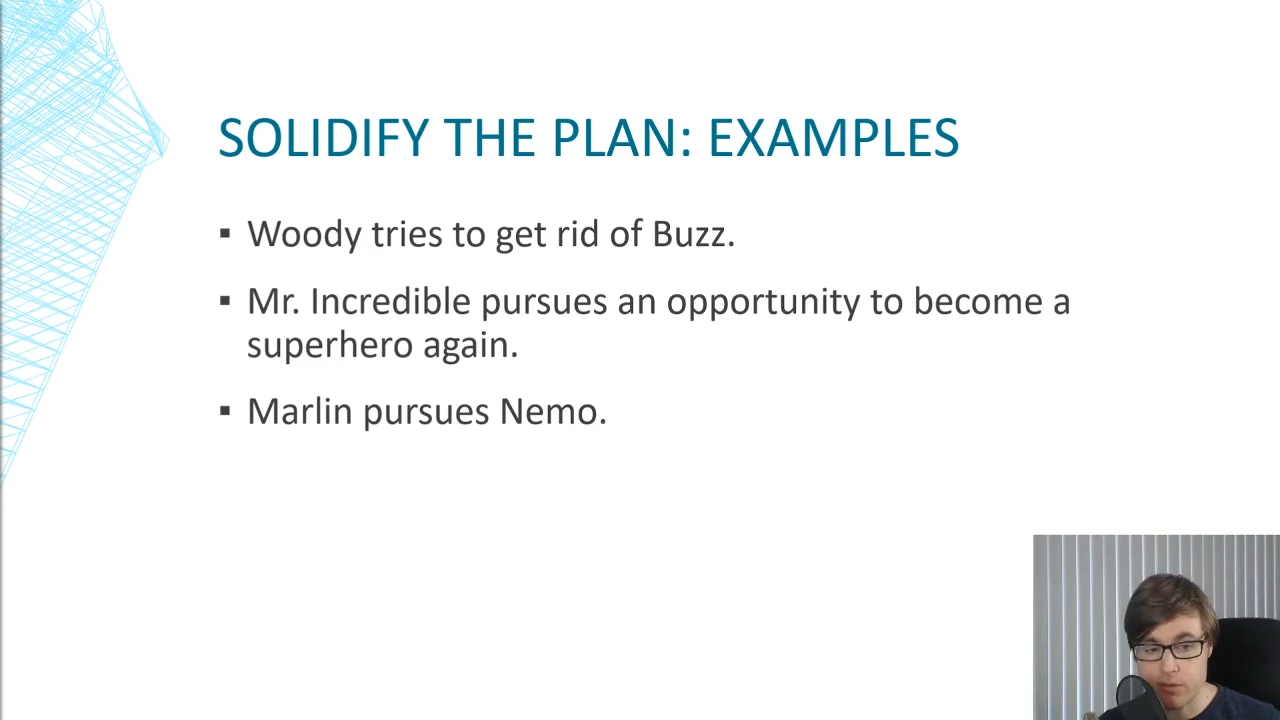 SOLIDIFY THE PLAN: EXAMPLES
▪ Woody tries to get rid of Buzz.
▪ Mr. Incredible pursues an opportunity to become a
superhero again.
▪ Marlin pursues Nemo.